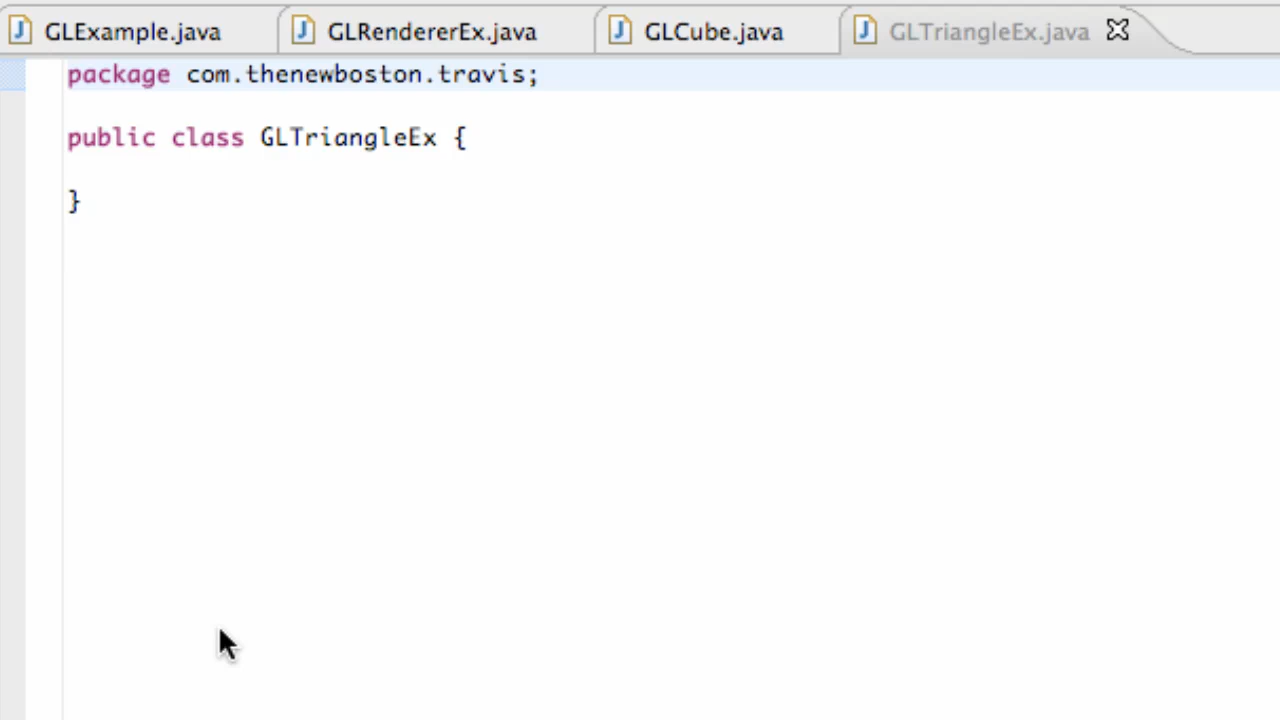 GLExample.java GLRendererEx.java GLCube.java GLTriangleEx.java
package com.thenewboston.travis;
public class GLTriangleEx {
}